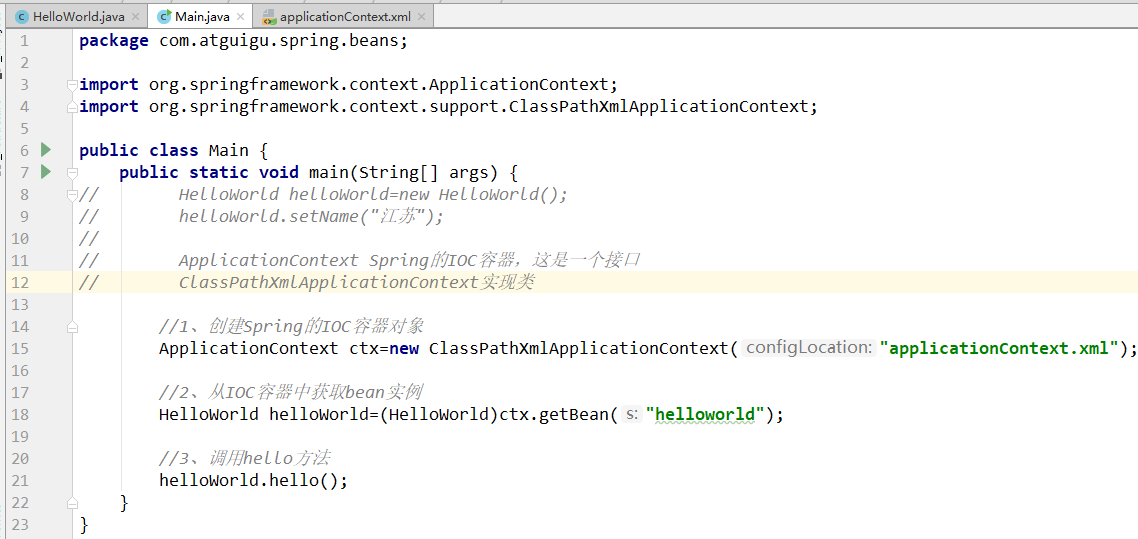 HelloWorld.java × Main.java × applicationContext.xml ×
1 package com.atguigu.spring.beans;
2
3 import org.springframework.context.ApplicationContext;
4 import org.springframework.context.support.ClassPathXmlApplicationContext;
5
6 public class Main {
7 public static void main(String[] args) {
8 // HelloWorld helloWorld=new HelloWorld();
9 // helloWorld.setName("江苏");
10 //
11 // ApplicationContext Spring的IOC容器，这是一个接口
12 // ClassPathXmlApplicationContext实现类
13
14 //1、创建Spring的IOC容器对象
15 ApplicationContext ctx=new ClassPathXmlApplicationContext( configLocation: "applicationContext.xml");
16
17 //2、从IOC容器中获取bean实例
18 HelloWorld helloWorld=(HelloWorld)ctx.getBean( s: "helloworld");
19
20 //3、调用hello方法
21 helloWorld.hello();
22 }
23 }